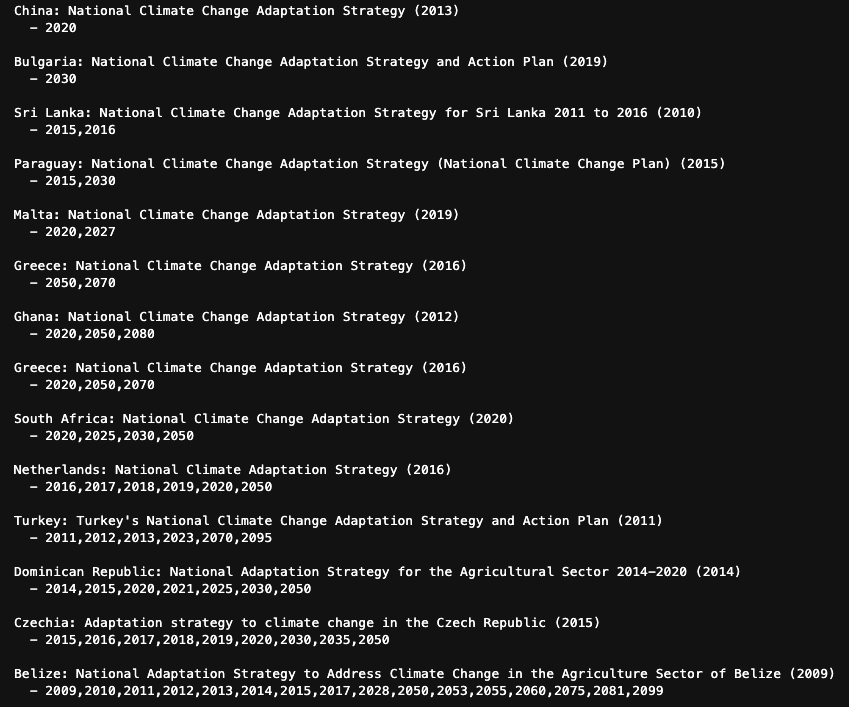 China: National Climate Change Adaptation Strategy (2013)
– 2020
Bulgaria: National Climate Change Adaptation Strategy and Action Plan (2019)
– 2030
Sri Lanka: National Climate Change Adaptation Strategy for Sri Lanka 2011 to 2016 (2010)
– 2015,2016
Paraguay: National Climate Change Adaptation Strategy (National Climate Change Plan) (2015)
– 2015,2030
Malta: National Climate Change Adaptation Strategy (2019)
– 2020,2027
Greece: National Climate Change Adaptation Strategy (2016)
– 2050,2070
Ghana: National Climate Change Adaptation Strategy (2012)
– 2020,2050,2080
Greece: National Climate Change Adaptation Strategy (2016)
– 2020,2050,2070
South Africa: National Climate Change Adaptation Strategy (2020)
– 2020,2025,2030,2050
Netherlands: National Climate Adaptation Strategy (2016)
– 2016,2017,2018,2019,2020,2050
Turkey: Turkey's National Climate Change Adaptation Strategy and Action Plan (2011)
– 2011,2012,2013,2023,2070,2095
Dominican Republic: National Adaptation Strategy for the Agricultural Sector 2014–2020 (2014)
– 2014,2015,2020,2021,2025,2030,2050
Czechia: Adaptation strategy to climate change in the Czech Republic (2015)
– 2015,2016,2017,2018,2019,2020,2030,2035,2050
Belize: National Adaptation Strategy to Address Climate Change in the Agriculture Sector of Belize (2009)
– 2009,2010,2011,2012,2013,2014,2015,2017,2028,2050,2053,2055,2060,2075,2081,2099